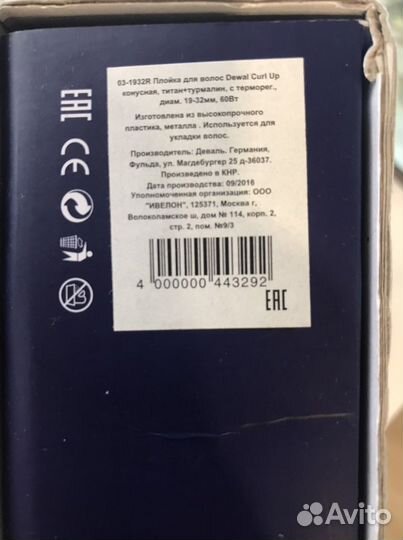 03-1932R Плойка для волос Dewal Curl Up
конусная, титан+турмалин, с терморег.,
диам. 19-32мм, 60Вт
Изготовлена из высокопрочного
пластика, металла . Используется для
укладки волос.
Производитель: Деваль. Германия,
Фульда, ул. Магдебургер 25 д-36037.
Произведено в КНР.
Дата производства: 09/2016
Уполномоченная организация: ООО
"ИВЕЛОН", 125371, Москва г,
Волоколамское ш, дом № 114, корп. 2,
стр. 2, пом. №9/3
4 000000 443292
EAC
EAC
CE
Avito